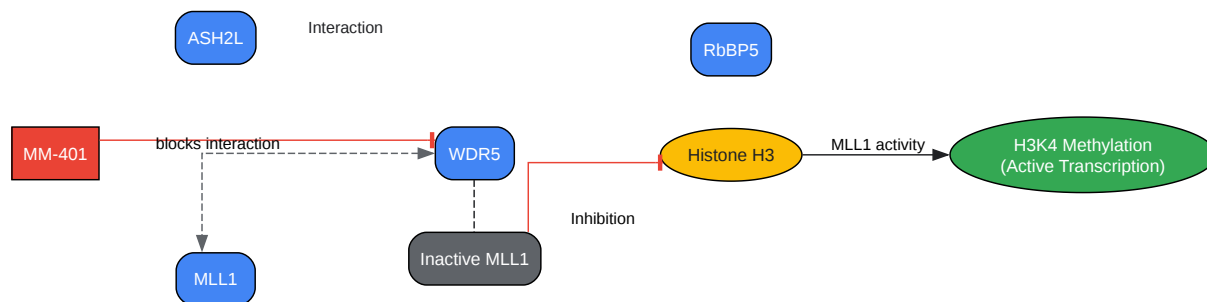 ASH2L
Interaction
RbBP5
MM-401
blocks interaction
WDR5
Histone H3
MLL1 activity
H3K4 Methylation
(Active Transcription)
Inhibition
Inactive MLL1
MLL1